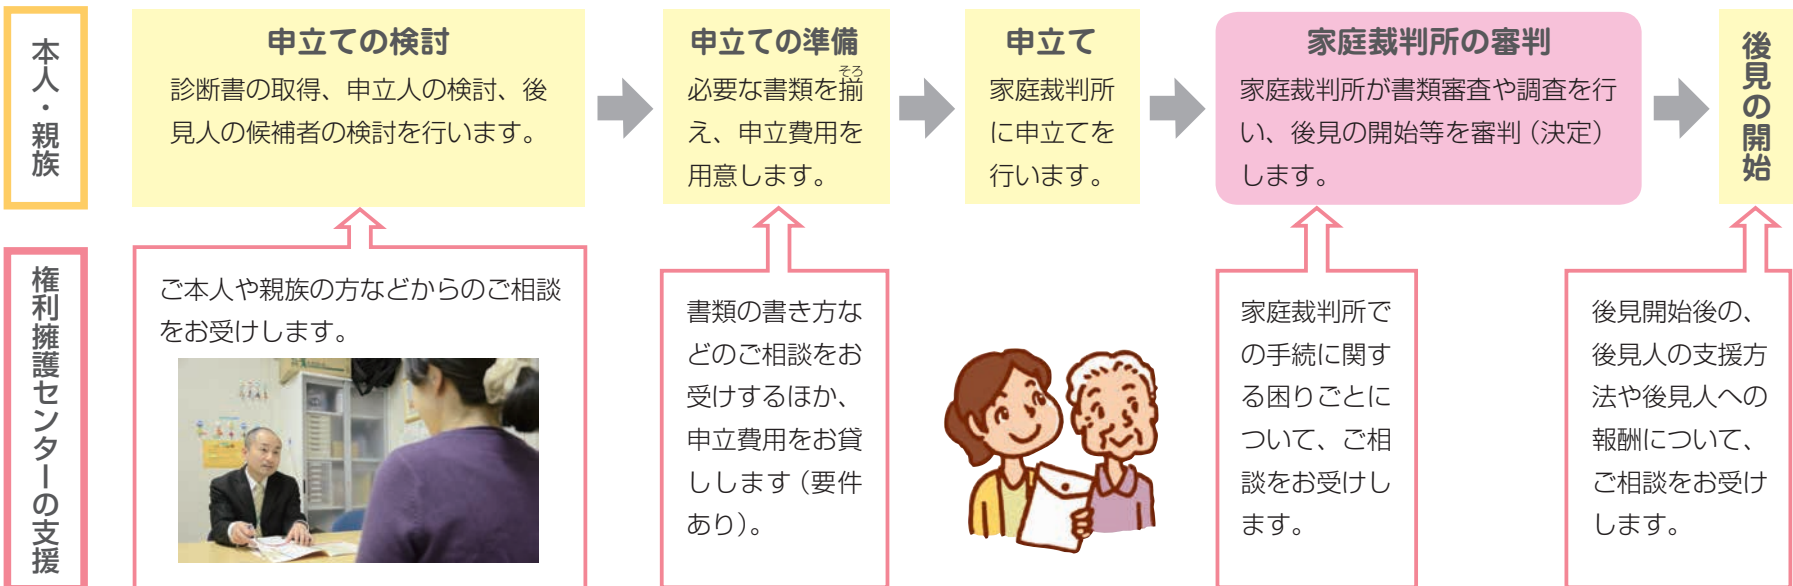 本人・親族
申立ての検討
診断書の取得、申立人の検討、後
見人の候補者の検討を行います。
申立ての準備
そろ
必要な書類を揃
え、申立費用を
用意します。
申立て
家庭裁判所
に申立てを
行います。
家庭裁判所の審判
家庭裁判所が書類審査や調査を行
い、後見の開始等を審判（決定）
します。
後見の開始
権利擁護センターの支援
ご本人や親族の方などからのご相談
をお受けします。
書類の書き方な
どのご相談をお
受けするほか、
申立費用をお貸
しします（要件
あり）。
家庭裁判所で
の手続に関す
る困りごとに
ついて、ご相
談をお受けし
ます。
後見開始後の、
後見人の支援方
法や後見人への
報酬について、
ご相談をお受け
します。